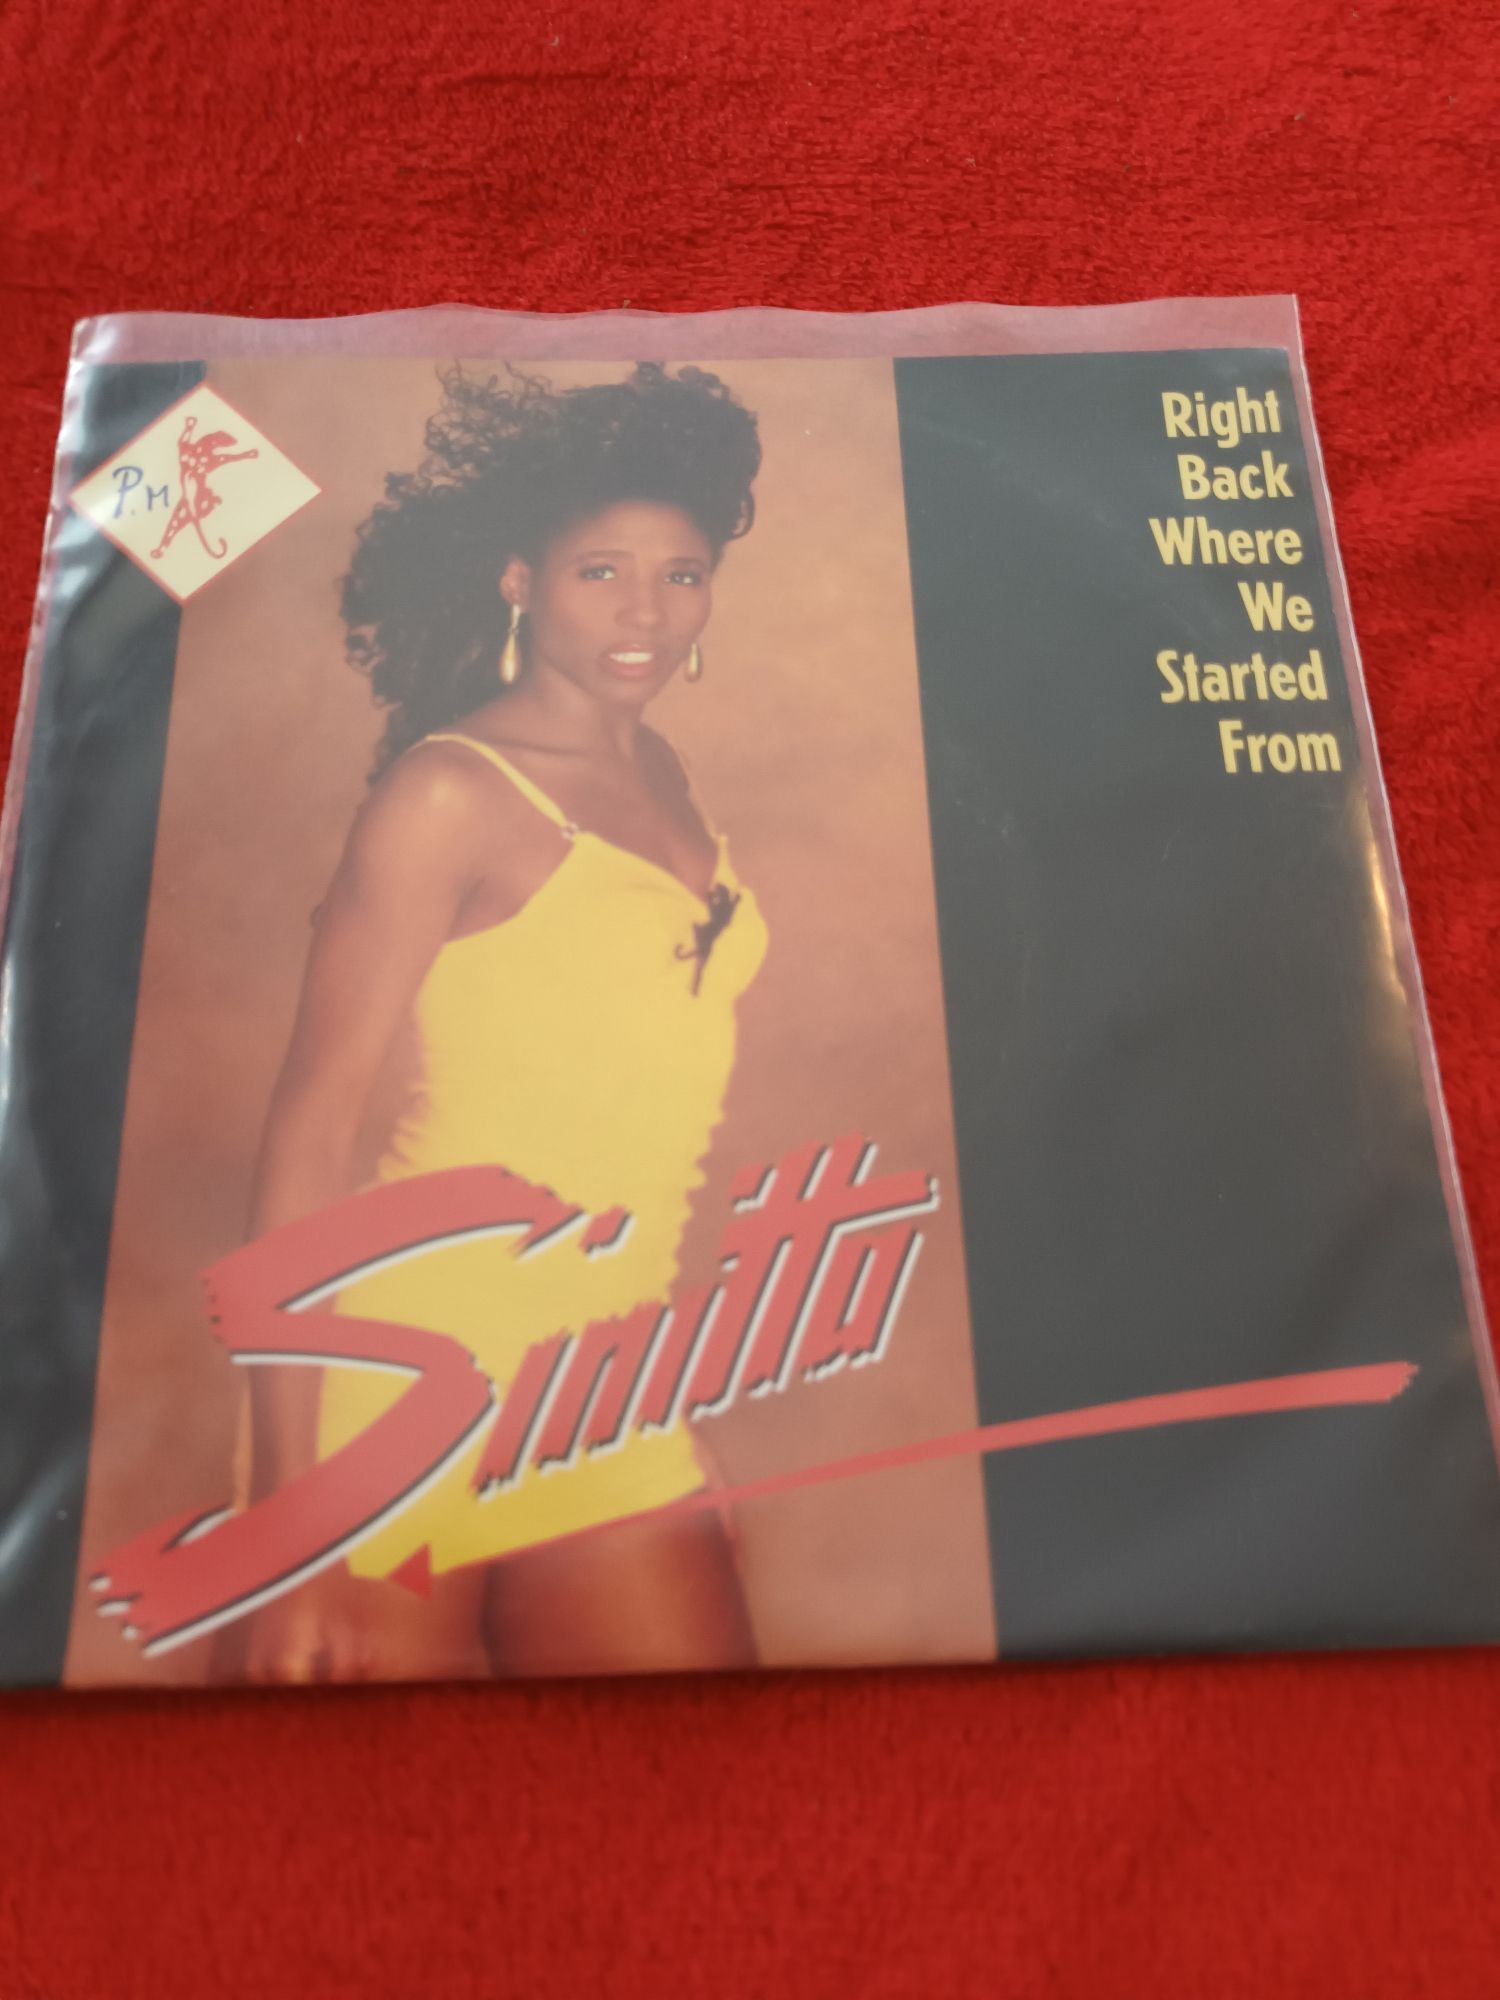 P.M
Right
Back
Where
We
Started
From
Sinitta